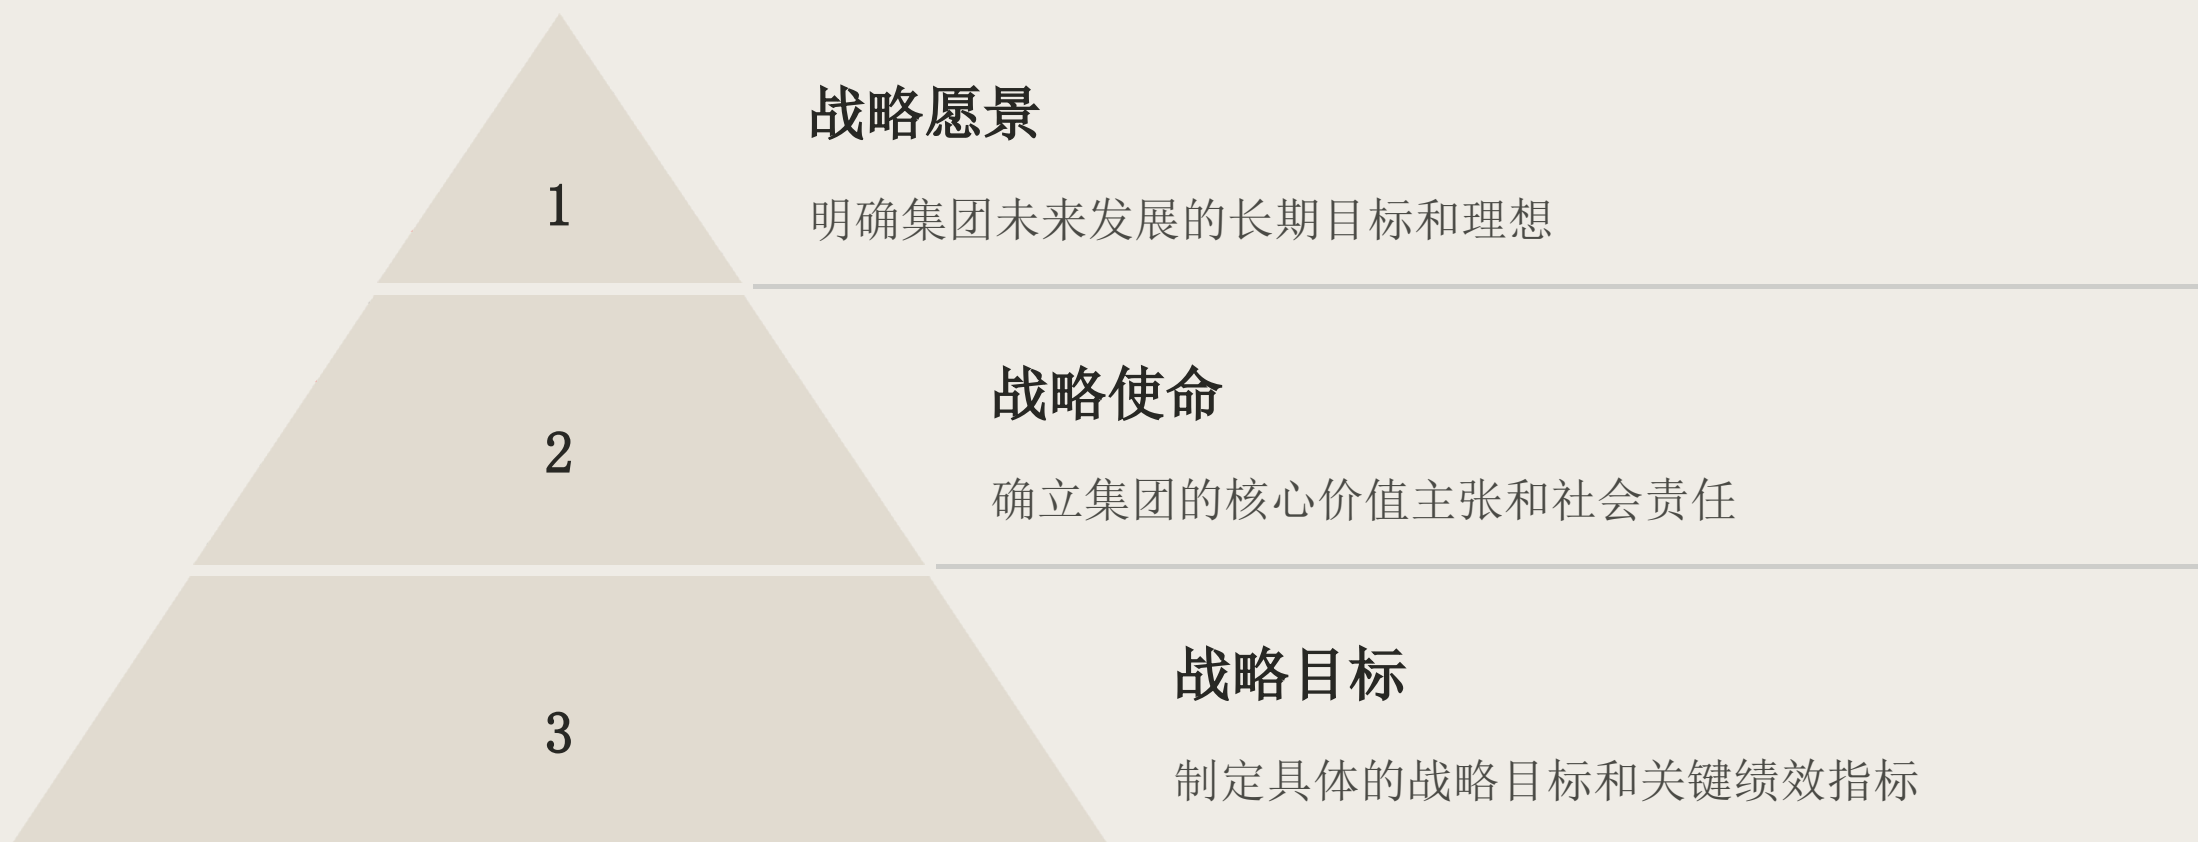 战略愿景
1
明确集团未来发展的长期目标和理想
战略使命
2
确立集团的核心价值主张和社会责任
战略目标
3
制定具体的战略目标和关键绩效指标